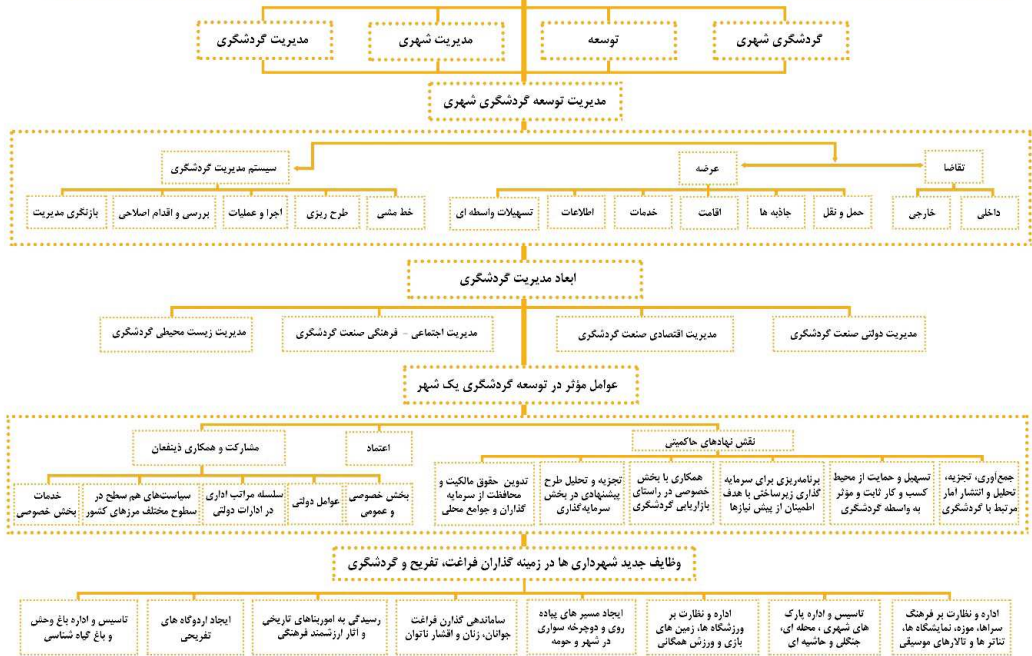 گردشگری شهری
توسعه
مدیریت شهری
مدیریت گردشگری
مدیریت توسعه گردشگری شهری
تقاضا
عرضه
سیستم مدیریت گردشگری
داخلی
خارجی
حمل و نقل
جاذبه ها
اقامت
خدمات
اطلاعات
تسهیلات واسطه ای
خط مشی
طرح ریزی
اجرا و عملیات
بررسی و اقدام اصلاحی
بازنگری مدیریت
ابعاد مدیریت گردشگری
مدیریت دولتی صنعت گردشگری
مدیریت اقتصادی صنعت گردشگری
مدیریت اجتماعی - فرهنگی صنعت گردشگری
مدیریت زیست محیطی گردشگری
عوامل مؤثر در توسعه گردشگری یک شهر
نقش نهادهای حاکمیتی
اعتماد
مشارکت و همکاری ذینفعان
جمع‌آوری، تجزیه،
تحلیل و انتشار امار
مرتبط با گردشگری
تسهیل و حمایت از محیط
کسب و کار ثابت و مؤثر
به واسطه گردشگری
برنامه‌ریزی برای سرمایه
گذاری زیرساختی با هدف
اطمینان از پیش نیازها
همکاری با بخش
خصوصی در راستای
بازاریابی گردشگری
تجزیه و تحلیل طرح
پیشنهادی در بخش
سرمایه‌گذاری
تدوین حقوق مالکیت و
محافظت از سرمایه
گذاران و جوامع محلی
بخش خصوصی
و عمومی
عوامل دولتی
سلسله مراتب اداری
در ادارات دولتی
سیاست‌های هم سطح در
سطوح مختلف مرزهای کشور
خدمات
بخش خصوصی
وظایف جدید شهرداری ها در زمینه گذاران فراغت، تفریح و گردشگری
اداره و نظارت بر فرهنگ
سراها، موزه، نمایشگاه ها،
تئاتر ها و تالارهای موسیقی
تاسیس و اداره پارک
های شهری ، محله ای،
جنگلی و حاشیه ای
اداره و نظارت بر
ورزشگاه ها، زمین های
بازی و ورزش همگانی
ایجاد مسیر های پیاده
روی و دوچرخه سواری
در شهر و حومه
ساماندهی گذارن فراغت
جوانان، زنان و اقشار ناتوان
رسیدگی به اموربناهای تاریخی
و اثار ارزشمند فرهنگی
ایجاد اردوگاه های
تفریحی
تاسیس و اداره باغ وحش
و باغ گیاه شناسی